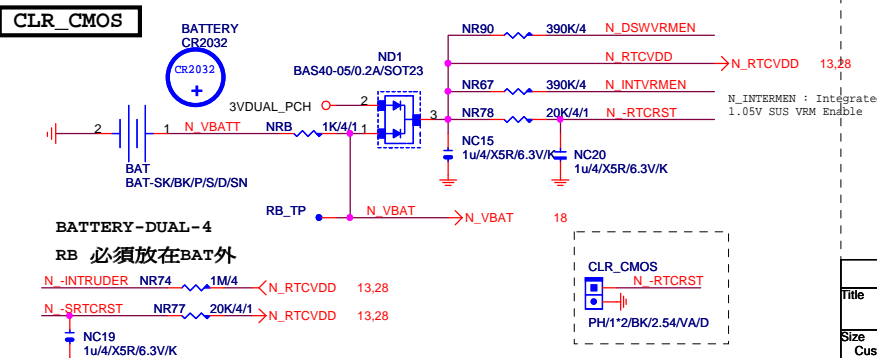 CLR_CMOS
BATTERY
CR2032
CR2032
+
ND1
BAS40-05/0.2A/SOT23
NR90 390K/4 N_DSWVRMEN
N_RTCVDD N_RTCVDD 13,28
NR67 390K/4 N_INTVRMEN
N_INTERMEN : Integrated
1.05V SUS VRM Enable
3VDUAL_PCH 2
3
NR78 20K/4/1 N_-RTCRST
2 1 N_VBATT NRB 1K/4/1 1
NC15
1u/4/X5R/6.3V/K
NC20
1u/4/X5R/6.3V/K
BAT
BAT-SK/BK/P/S/D/SN
RB_TP N_VBAT N_VBAT 18
BATTERY-DUAL-4
RB 必須放在BAT外
N_-INTRUDER NR74 1M/4 N_RTCVDD 13,28
N_-SRTCRST NR77 20K/4/1 N_RTCVDD 13,28
NC19
1u/4/X5R/6.3V/K
CLR_CMOS
N_-RTCRST
PH/1*2/BK/2.54/VA/D
Title
Size
Cus